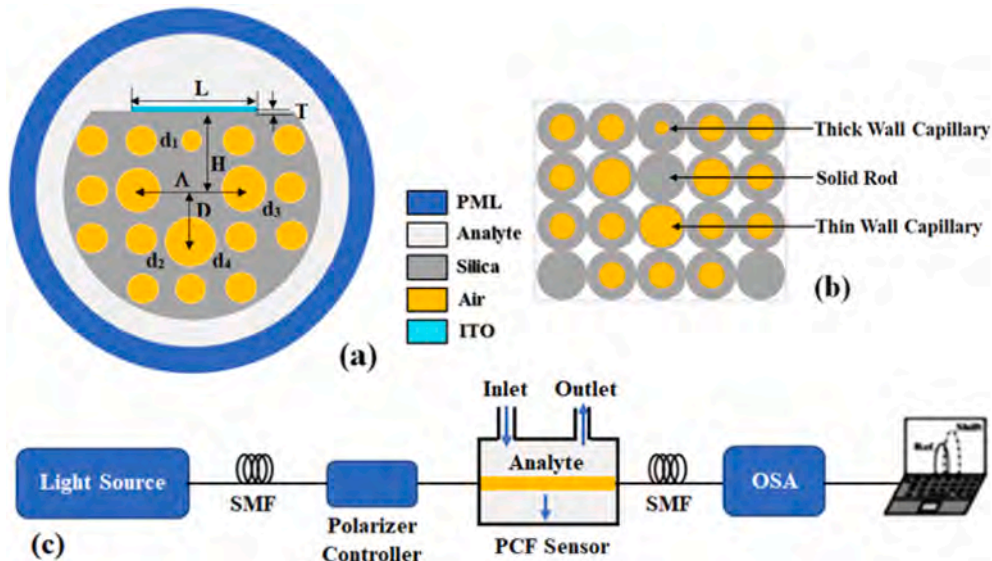 L
T
d1
H
Λ
D
d3
d2
d4
(a)
PML
Analyte
Silica
Air
ITO
Thick Wall Capillary
Solid Rod
Thin Wall Capillary
(b)
Inlet
Outlet
Light Source
SMF
Polarizer
Controller
Analyte
PCF Sensor
SMF
OSA
Ref
Shift
(c)